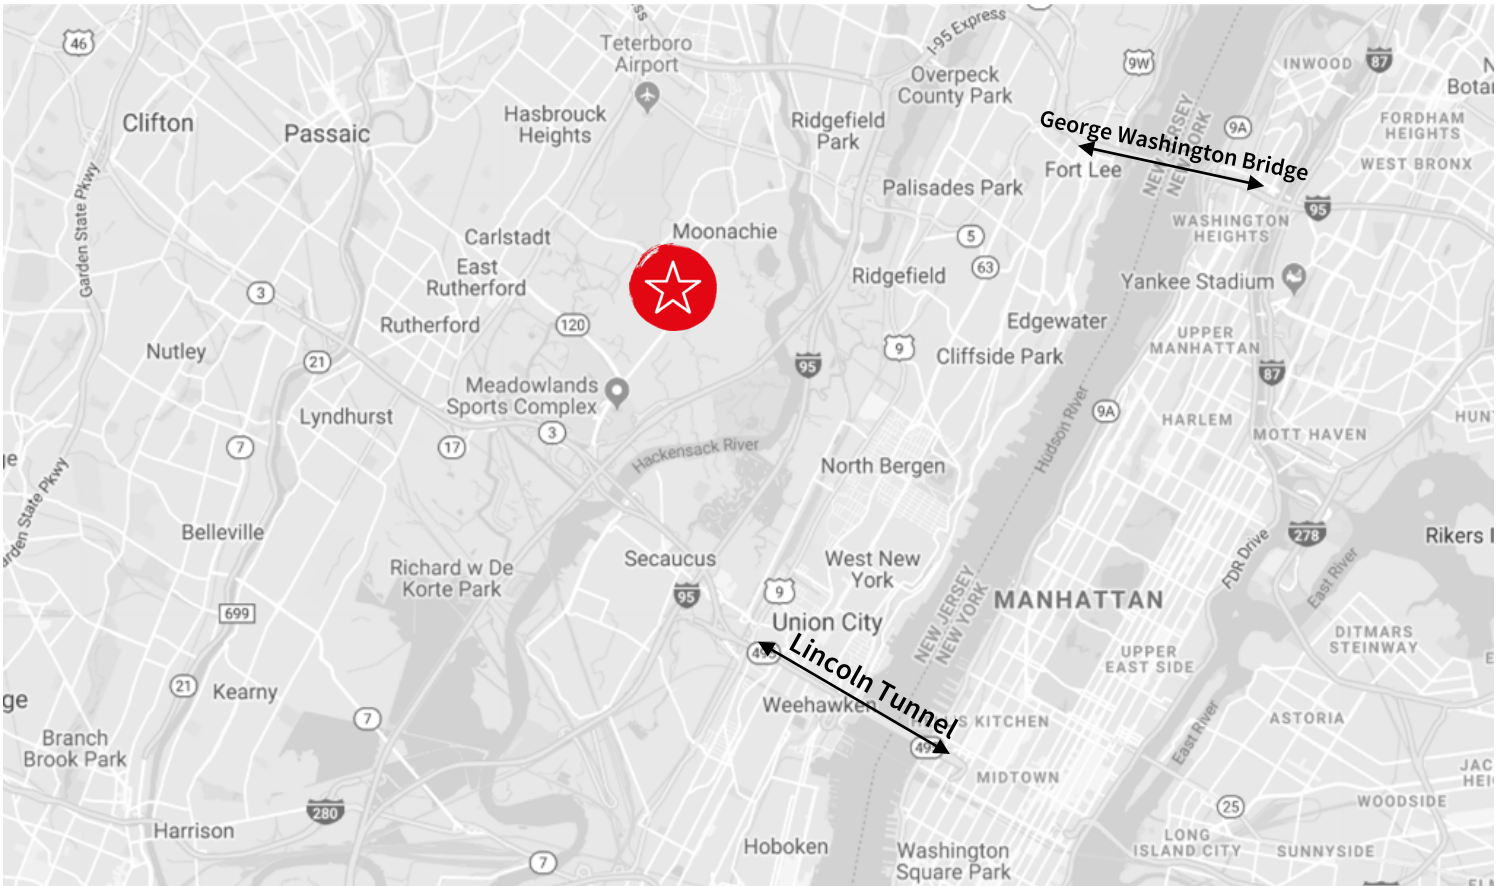 46
Teterboro
Airport
I-95 Express
9W
INWOOD
87
Overpeck
County Park
Clifton
Passaic
Hasbrouck
Heights
Ridgefield
Park
George Washington Bridge
9A
FORDHAM
HEIGHTS
WEST BRONX
Fort Lee
NEW JERSEY
NEW YORK
Palisades Park
95
WASHINGTON
HEIGHTS
Garden State Pkwy
Carlstadt
Moonachie
5
63
East
Rutherford
Ridgefield
Yankee Stadium
3
Rutherford
120
Edgewater
UPPER
MANHATTAN
Nutley
21
95
9
Cliffside Park
87
Meadowlands
Sports Complex
Lyndhurst
Hudson River
9A
HARLEM
MOTT HAVEN
7
17
3
Hackensack River
North Bergen
Garden State Pkwy
Belleville
278
Rikers
FDR Drive
East River
Richard w De
Korte Park
Secaucus
95
West New
York
9
MANHATTAN
NEW JERSEY
NEW YORK
699
Union City
Lincoln Tunnel
DITMARS
STEINWAY
UPPER
EAST SIDE
21
Kearny
7
Weehawken
KITCHEN
East River
ASTORIA
Branch
Brook Park
MIDTOWN
280
25
WOODSIDE
Harrison
Hoboken
7
Washington
Square Park
LONG
ISLAND CITY
SUNNYSIDE